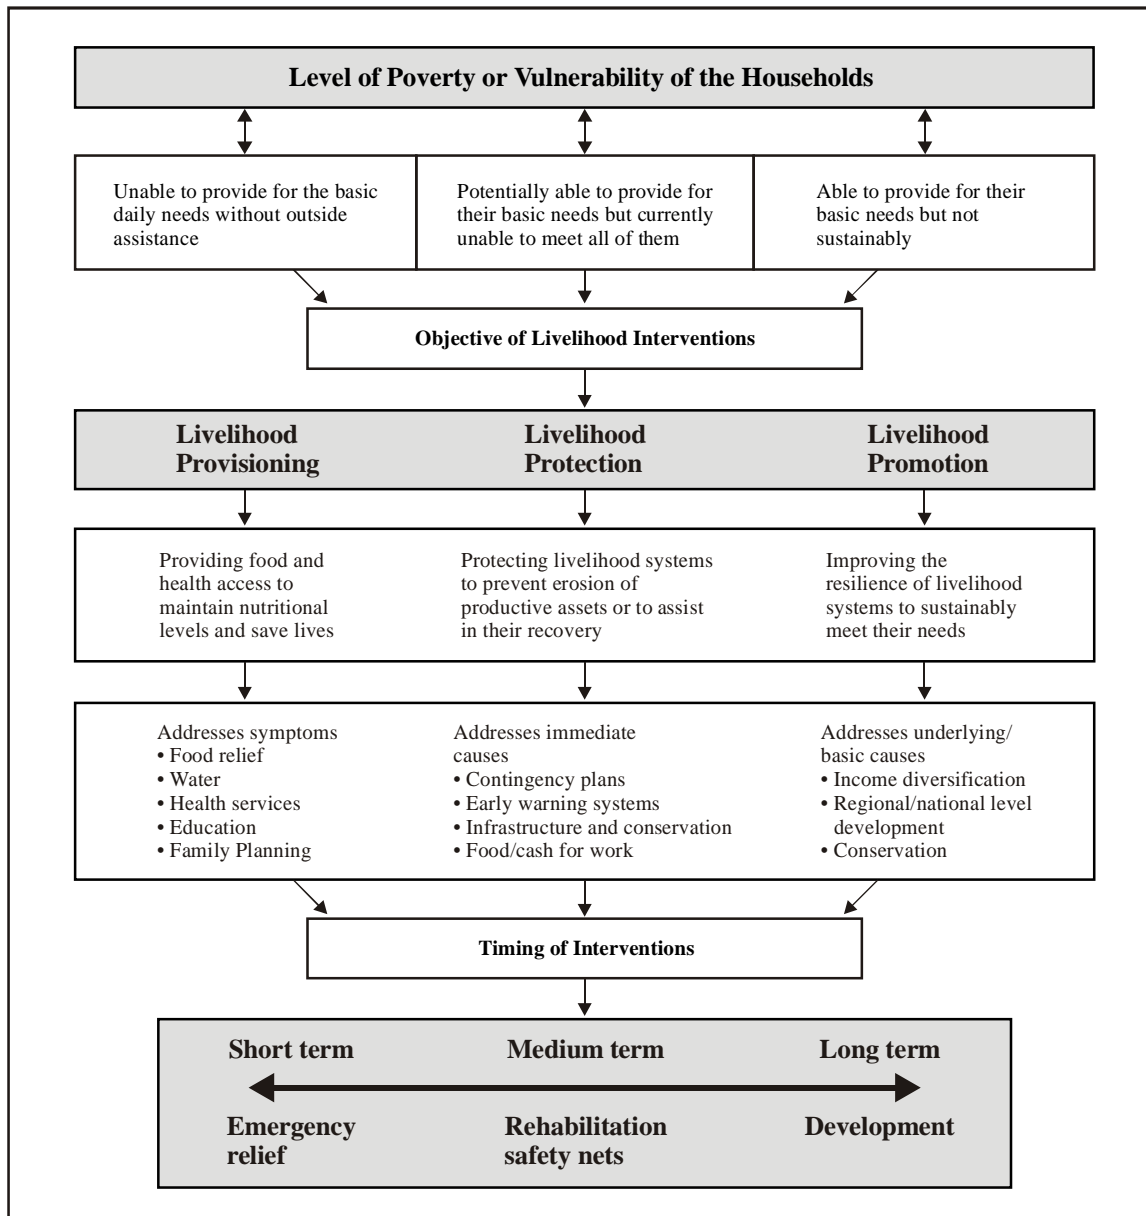 Level of Poverty or Vulnerability of the Households
Unable to provide for the basic
daily needs without outside
assistance
Potentially able to provide for
their basic needs but currently
unable to meet all of them
Able to provide for their
basic needs but not
sustainably
Objective of Livelihood Interventions
Livelihood
Provisioning
Livelihood
Protection
Livelihood
Promotion
Providing food and
health access to
maintain nutritional
levels and save lives
Protecting livelihood systems
to prevent erosion of
productive assets or to assist
in their recovery
Improving the
resilience of livelihood
systems to sustainably
meet their needs
Addresses symptoms
• Food relief
• Water
• Health services
• Education
• Family Planning
Addresses immediate
causes
• Contingency plans
• Early warning systems
• Infrastructure and conservation
• Food/cash for work
Addresses underlying/
basic causes
• Income diversification
• Regional/national level
development
• Conservation
Timing of Interventions
Short term
Medium term
Long term
Emergency
relief
Rehabilitation
safety nets
Development